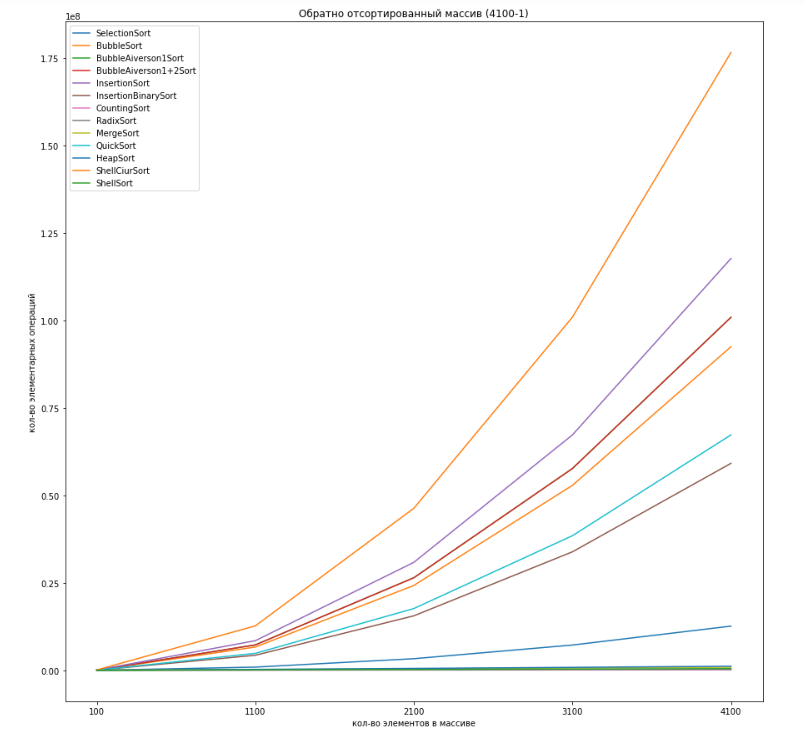 Обратно отсортированный массив (4100-1)
1e8
SelectionSort
BubbleSort
BubbleAiverson1Sort
BubbleAiverson1+2Sort
InsertionSort
InsertionBinarySort
CountingSort
RadixSort
MergeSort
QuickSort
HeapSort
ShellCiurSort
ShellSort
1.75
1.50
1.25
1.00
0.75
0.50
0.25
0.00
кол-во элементарных операций
100
1100
2100
3100
4100
кол-во элементов в массиве